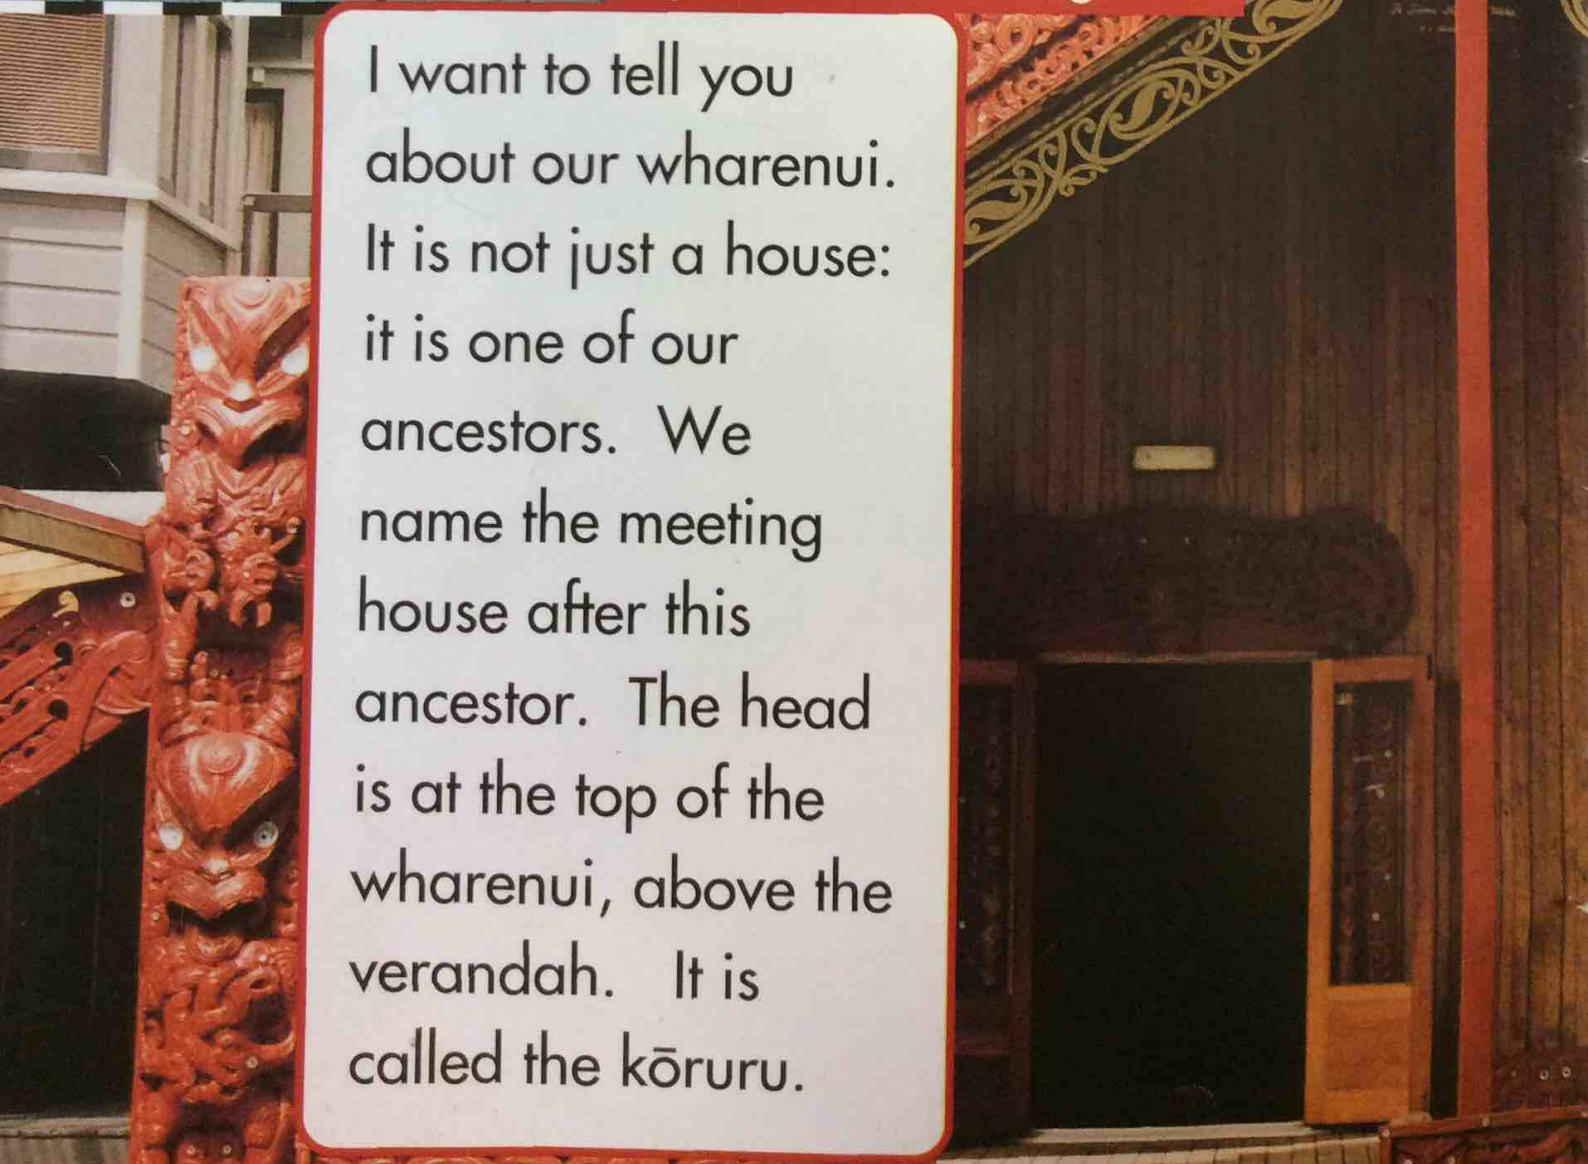 I want to tell you
about our wharenui.
It is not just a house:
it is one of our
ancestors. We
name the meeting
house after this
ancestor. The head
is at the top of the
wharenui, above the
verandah. It is
called the kōruru.